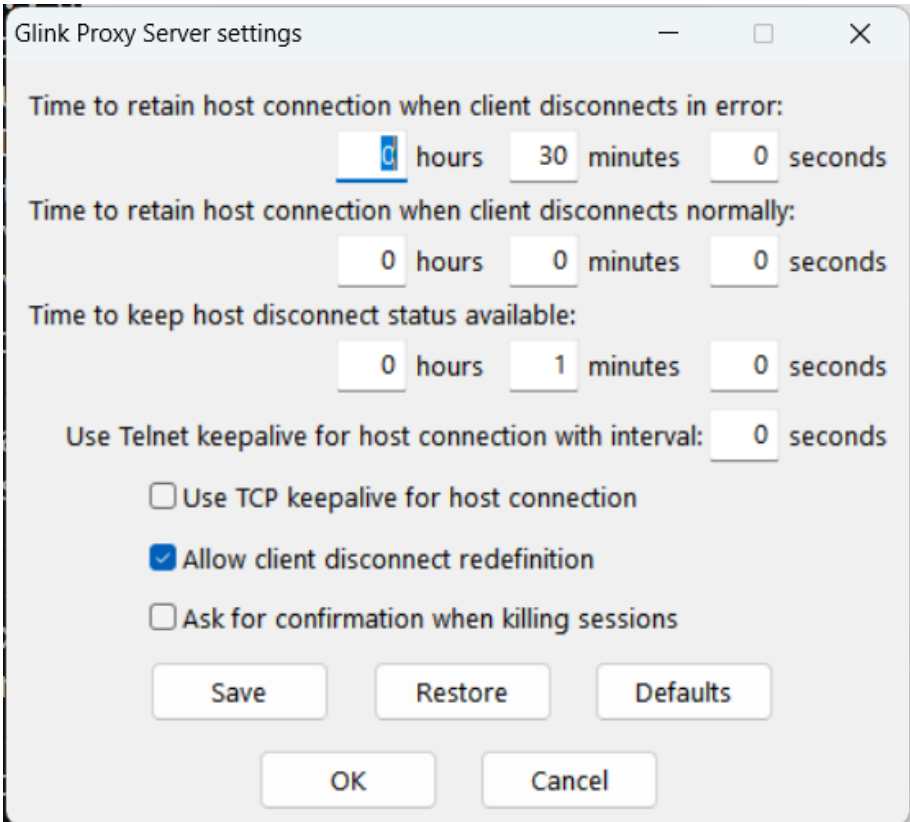 Glink Proxy Server settings
Time to retain host connection when client disconnects in error:
0 hours 30 minutes 0 seconds
Time to retain host connection when client disconnects normally:
0 hours 0 minutes 0 seconds
Time to keep host disconnect status available:
0 hours 1 minutes 0 seconds
Use Telnet keepalive for host connection with interval: 0 seconds
Use TCP keepalive for host connection
Allow client disconnect redefinition
Ask for confirmation when killing sessions
Save Restore Defaults
OK Cancel